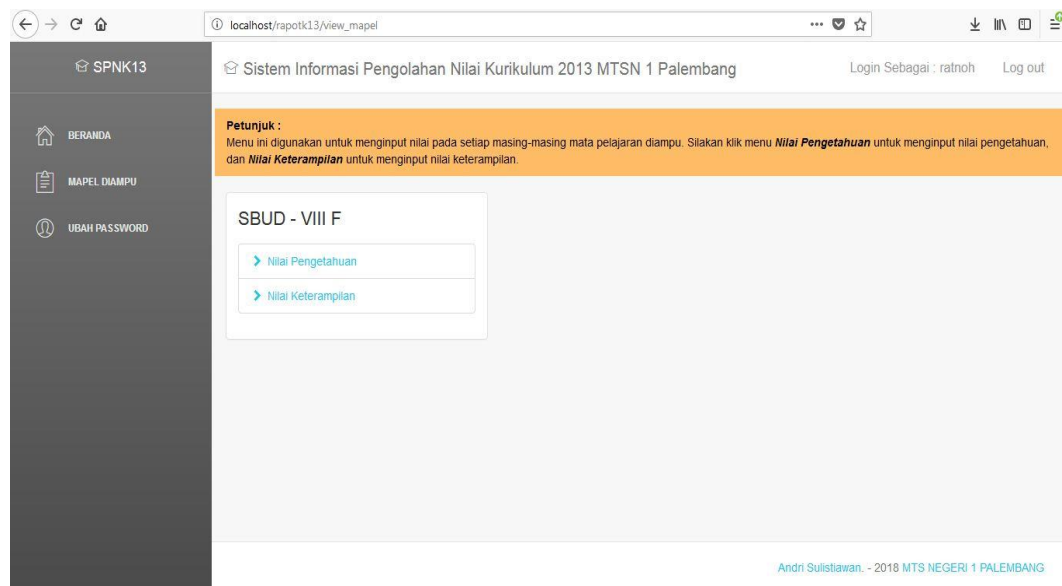 localhost/rapotk13/view_mapel
SPNK13
Sistem Informasi Pengolahan Nilai Kurikulum 2013 MTSN 1 Palembang
Login Sebagai : ratnoh
Log out
BERANDA
MAPEL DIAMPU
UBAH PASSWORD
Petunjuk :
Menu ini digunakan untuk menginput nilai pada setiap masing-masing mata pelajaran diampu. Silakan klik menu Nilai Pengetahuan untuk menginput nilai pengetahuan,
dan Nilai Keterampilan untuk menginput nilai keterampilan.
SBUD - VIII F
Nilai Pengetahuan
Nilai Keterampilan
Andri Sulistiawan. - 2018 MTS NEGERI 1 PALEMBANG